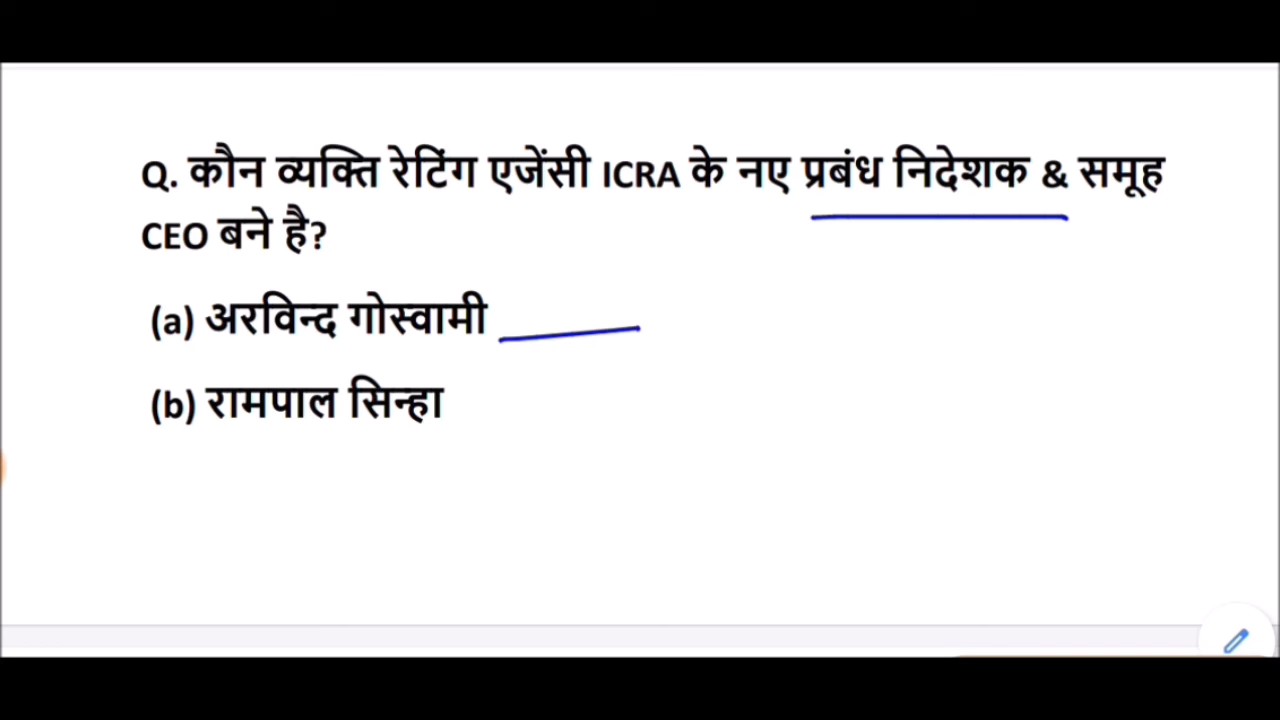 Q. कौन व्यक्ति रेटिंग एजेंसी ICRA के नए प्रबंध निदेशक & समूह
CEO बने है?
(a) अरविन्द गोस्वामी
(b) रामपाल सिन्हा